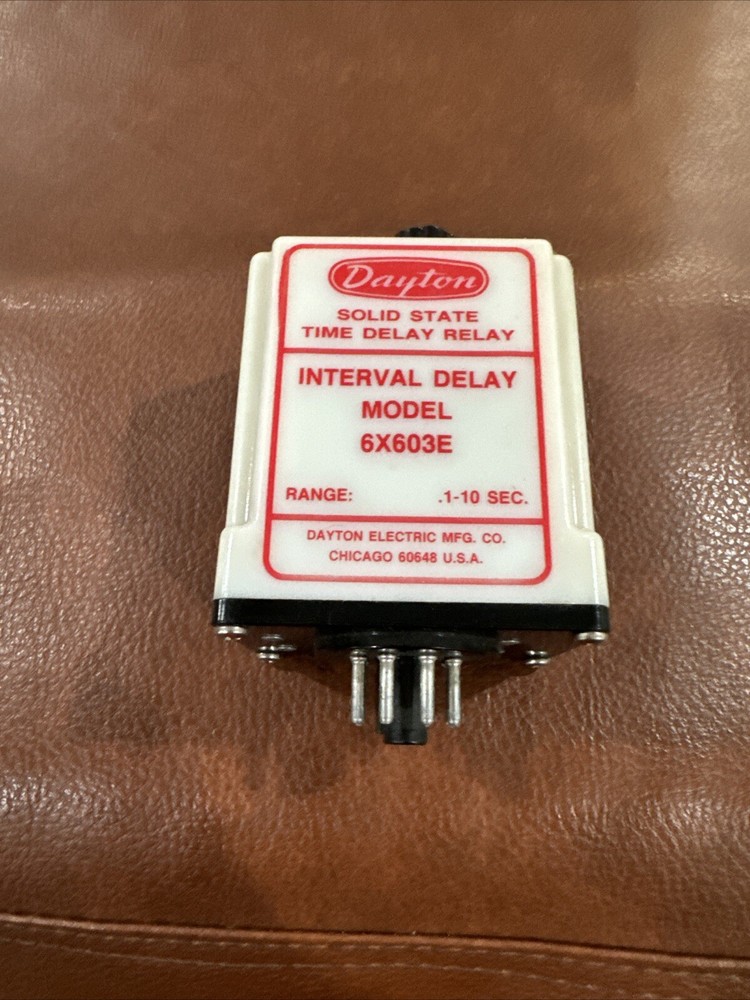 Dayton
SOLID STATE
TIME DELAY RELAY
INTERVAL DELAY
MODEL
6X603E
RANGE: .1-10 SEC.
DAYTON ELECTRIC MFG. CO.
CHICAGO 60648 U.S.A.